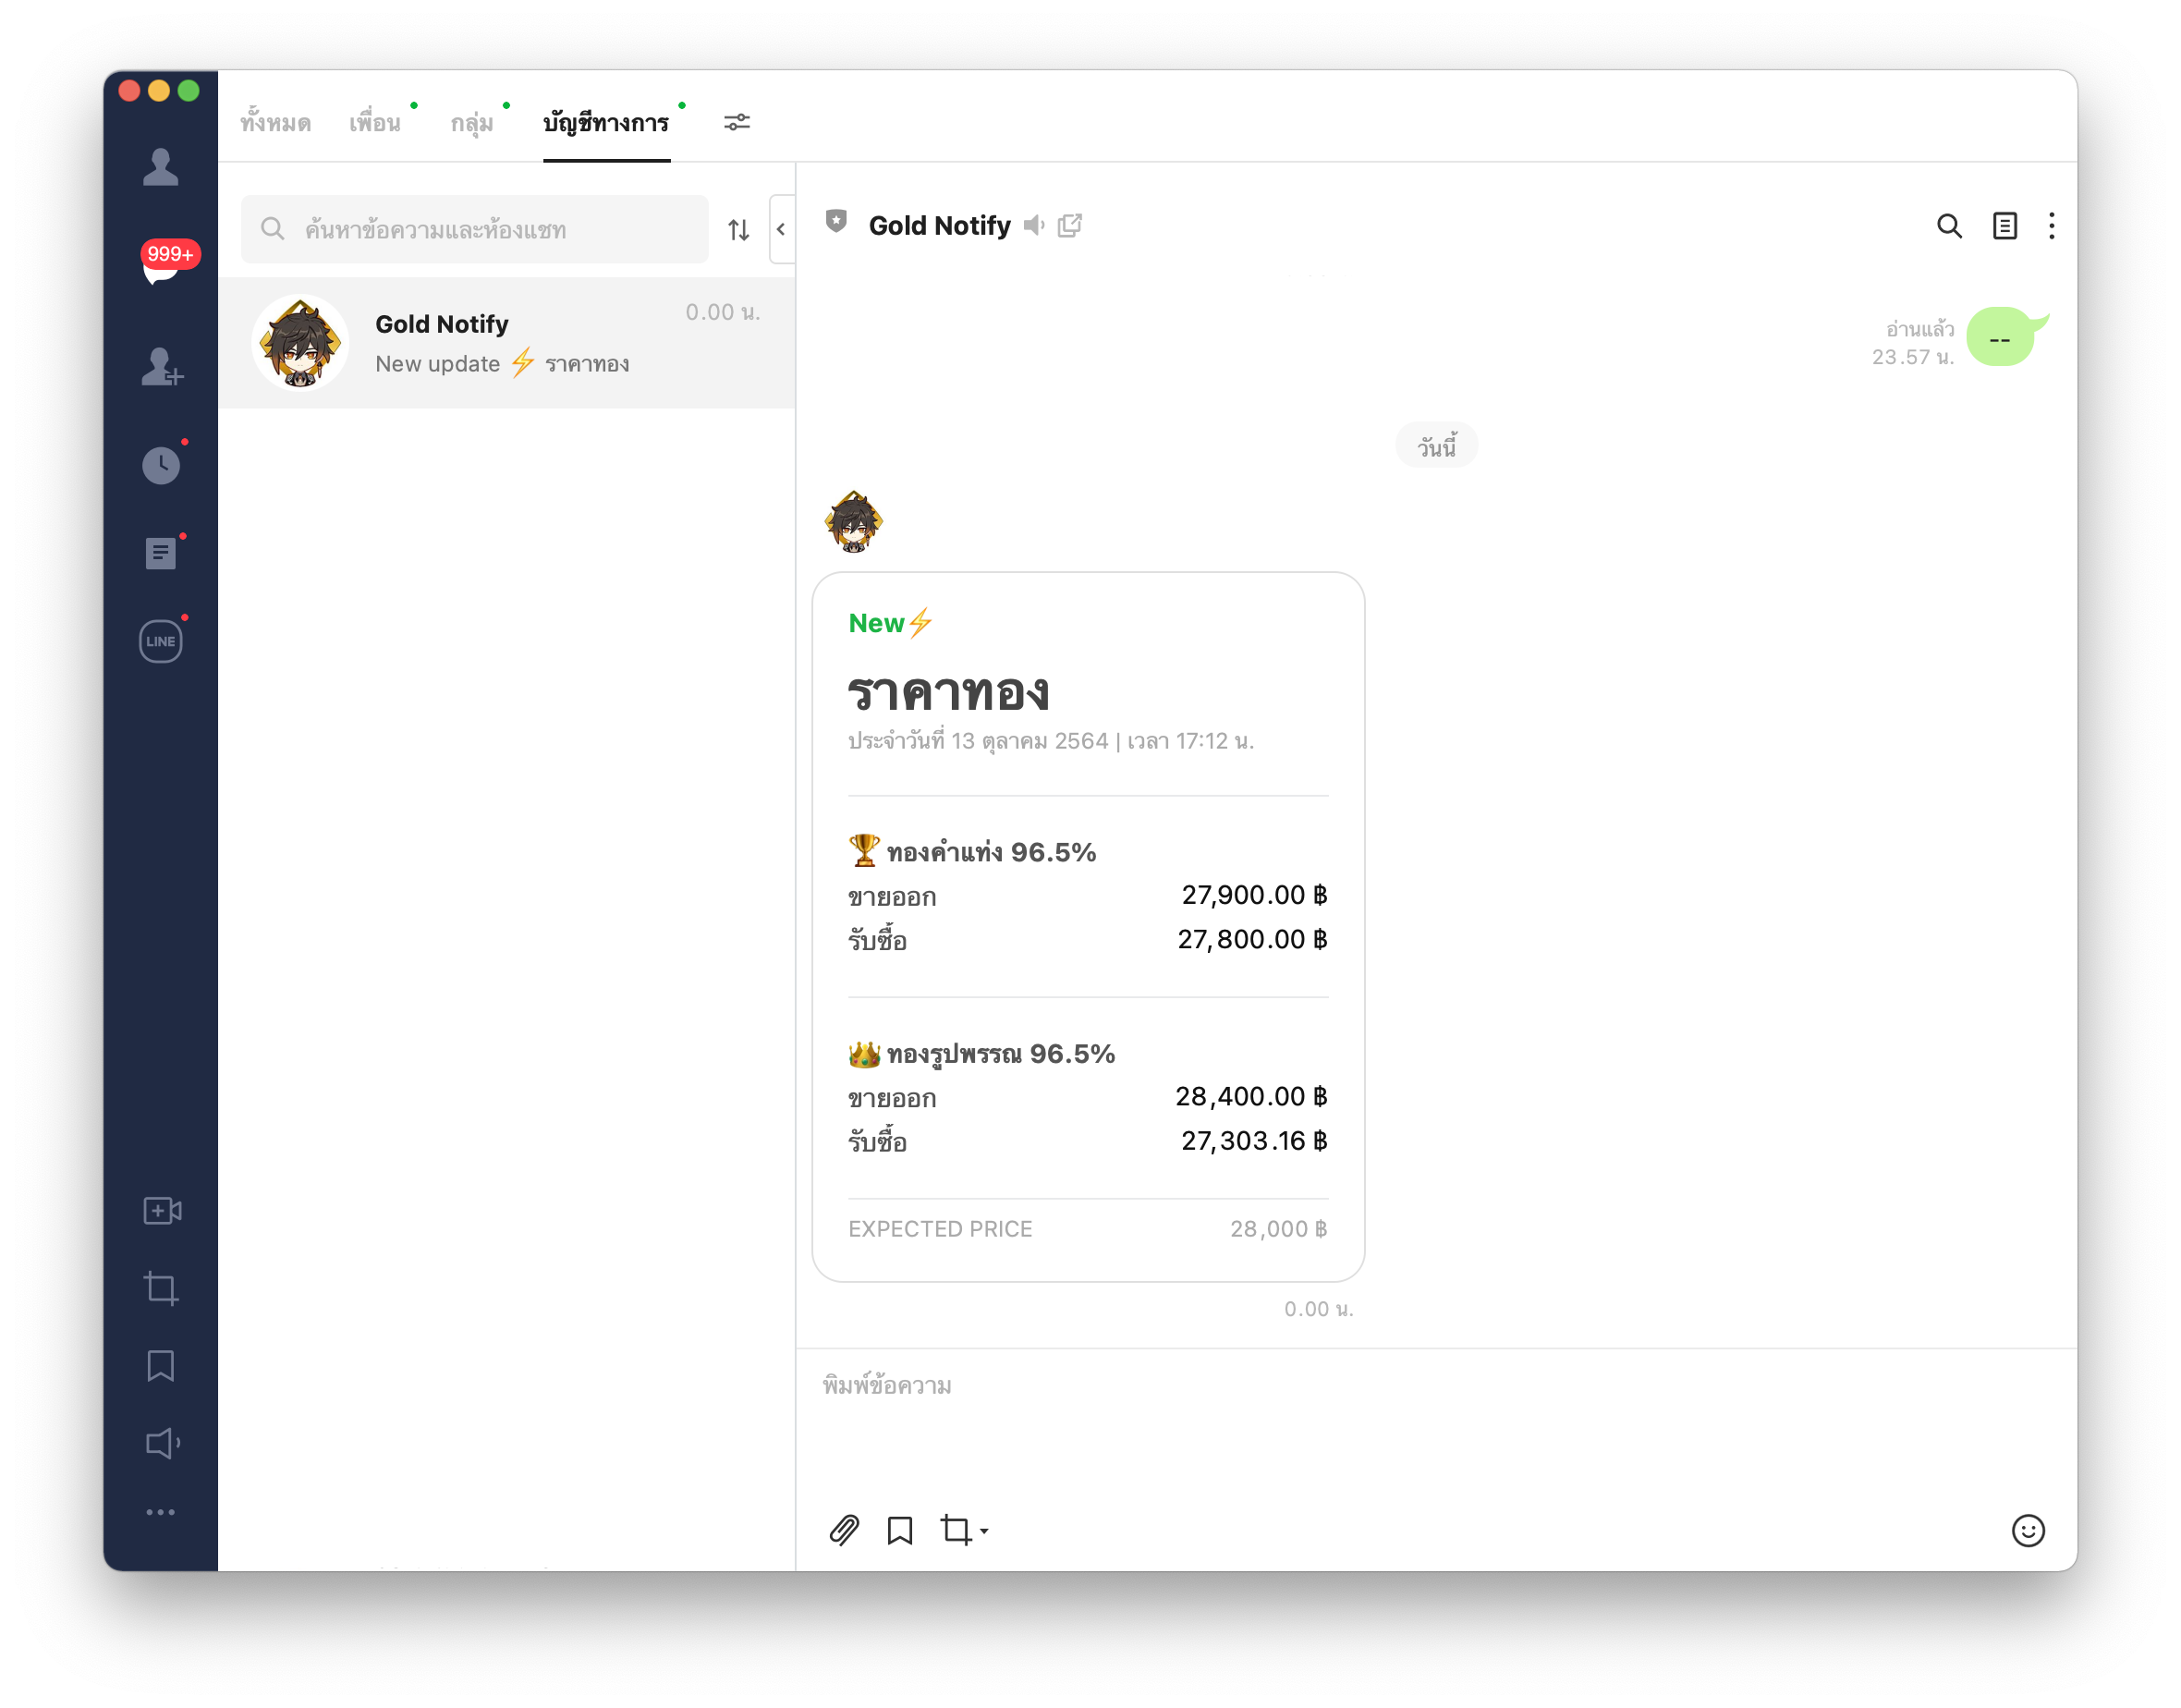 ทั้งหมด เพื่อน กลุ่ม บัญชีทางการ
999+
LINE
ค้นหาข้อความและห้องแชท
Gold Notify 0.00 น.
New update ⚡ ราคาทอง
Gold Notify
อ่านแล้ว
23.57 น.
--
วันนี้
New⚡
ราคาทอง
ประจำวันที่ 13 ตุลาคม 2564 | เวลา 17:12 น.
🏆 ทองคำแท่ง 96.5%
ขายออก 27,900.00 ฿
รับซื้อ 27,800.00 ฿
👑 ทองรูปพรรณ 96.5%
ขายออก 28,400.00 ฿
รับซื้อ 27,303.16 ฿
EXPECTED PRICE 28,000 ฿
0.00 น.
พิมพ์ข้อความ